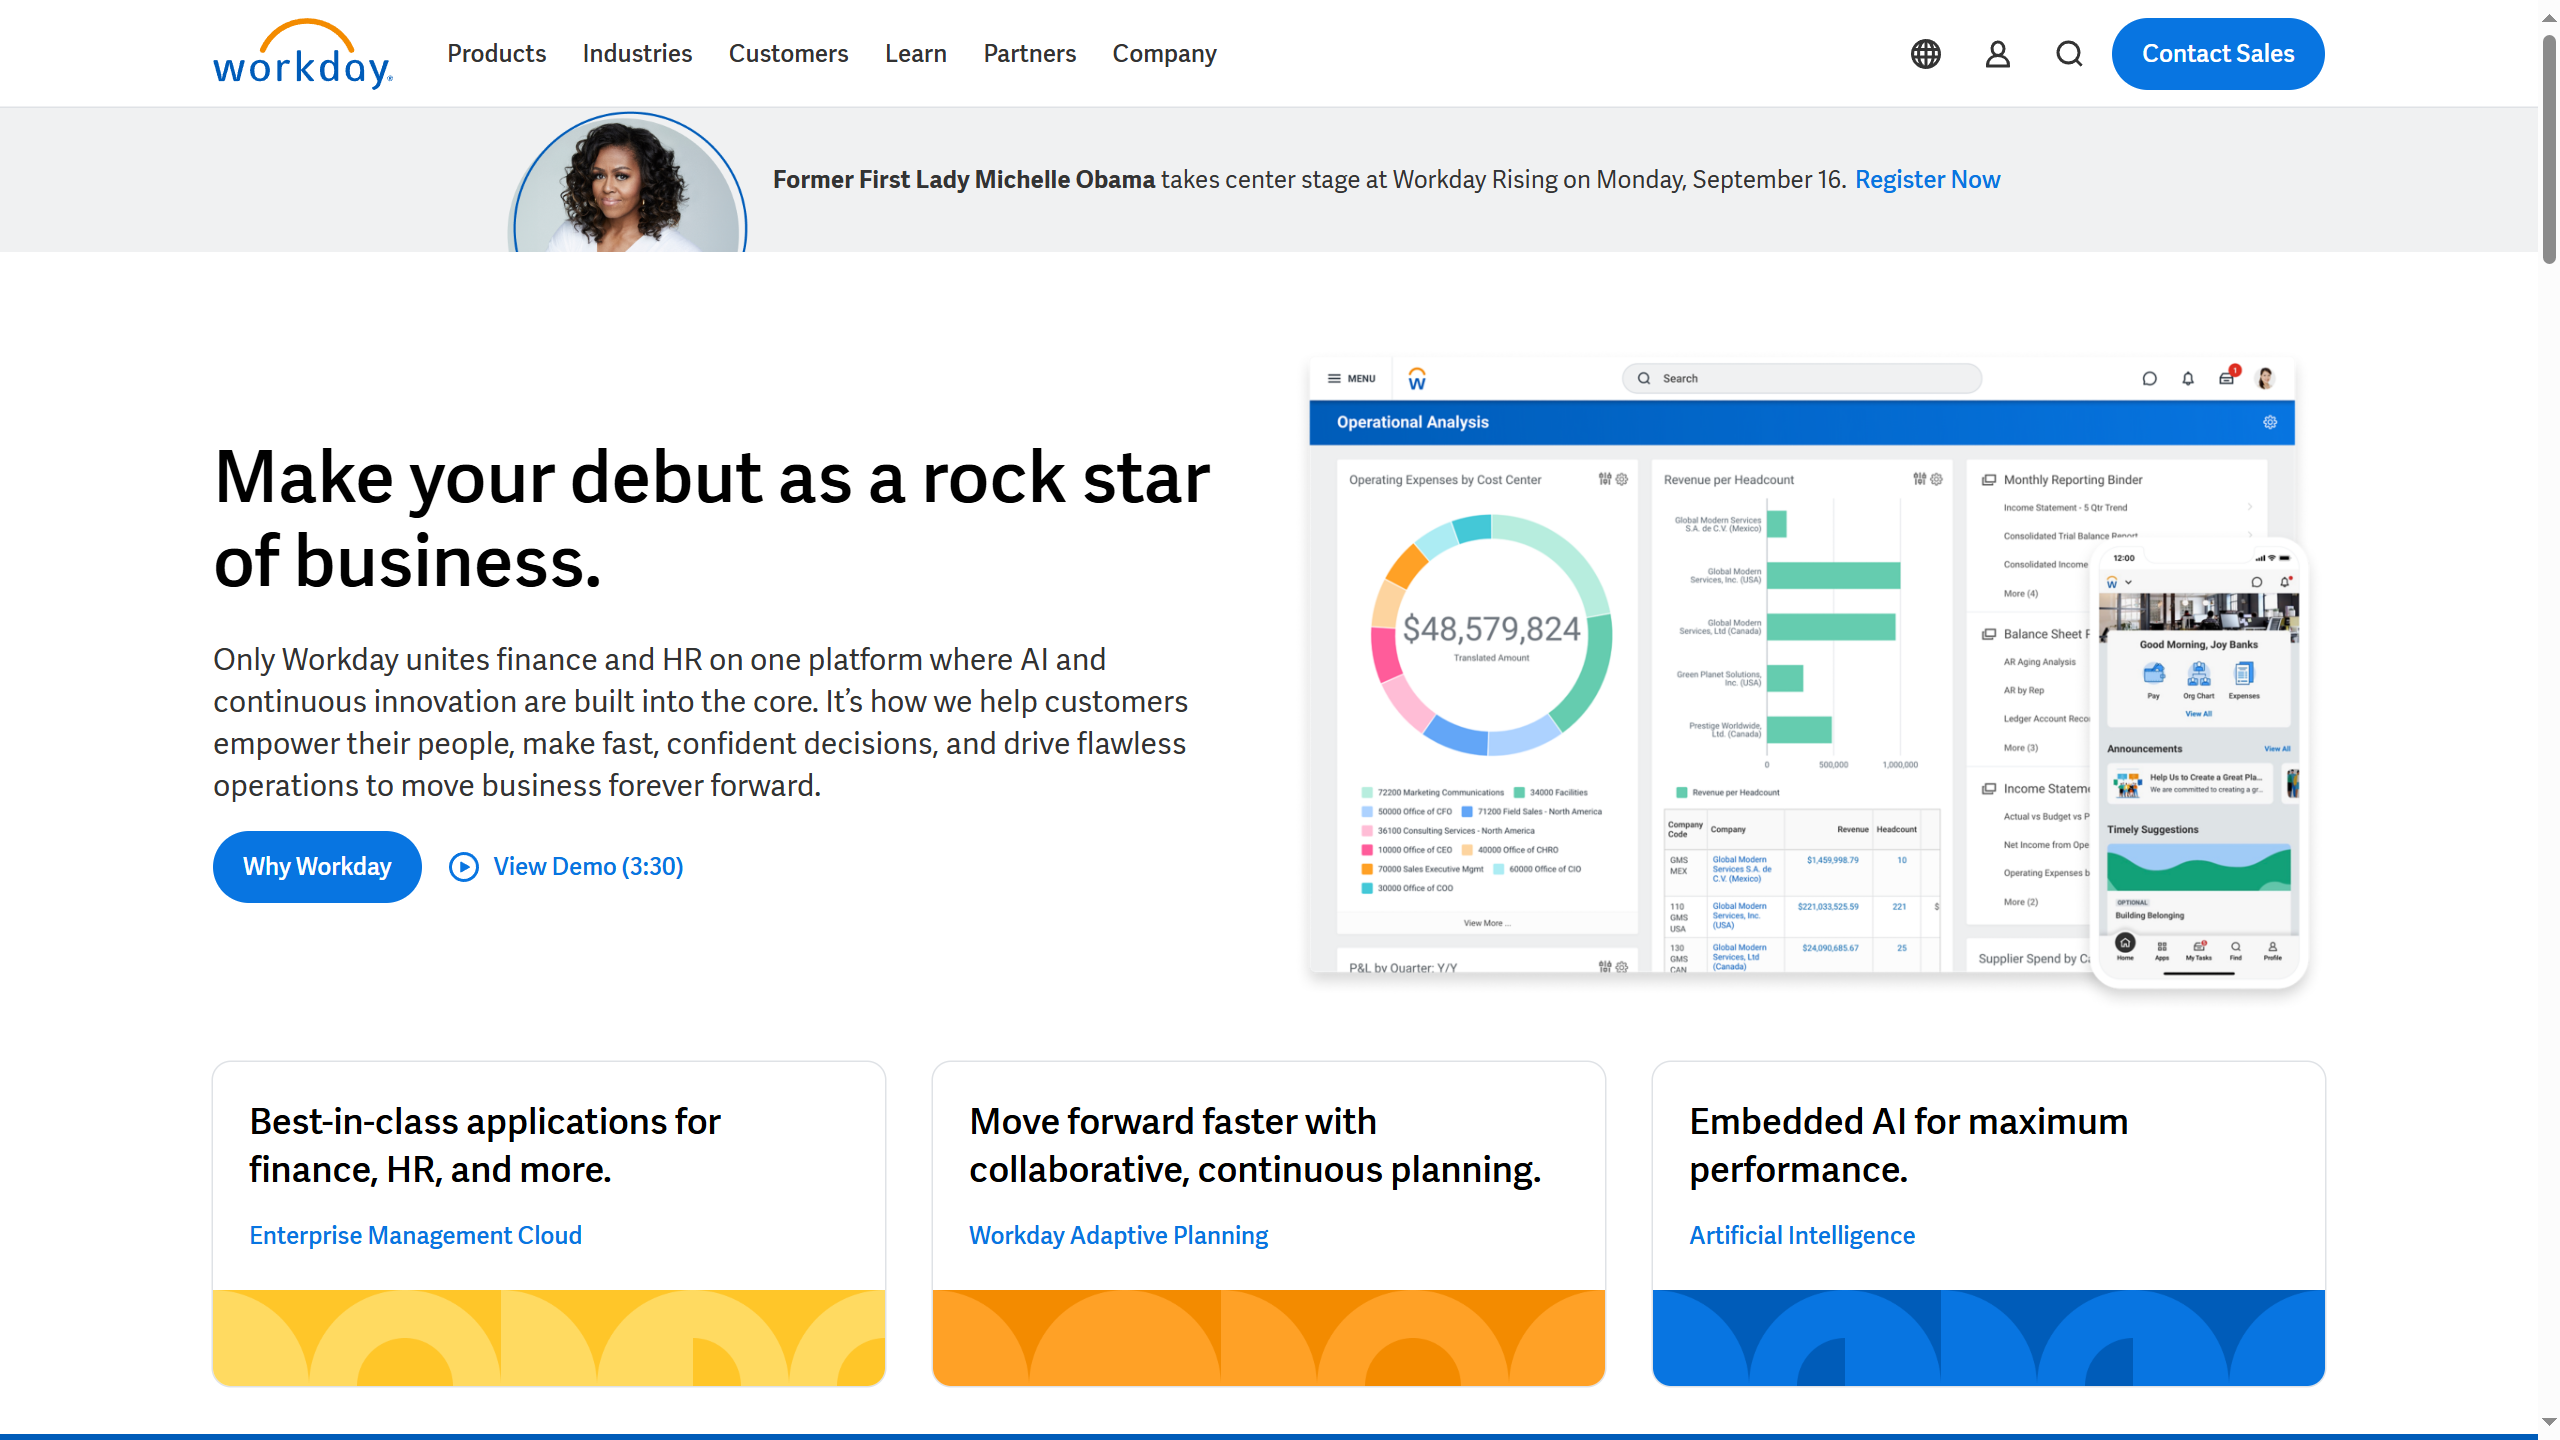 workday.
Products
Industries
Customers
Learn
Partners
Company
Contact Sales
Former First Lady Michelle Obama takes center stage at Workday Rising on Monday, September 16. Register Now
Make your debut as a rock star
of business.
Only Workday unites finance and HR on one platform where AI and
continuous innovation are built into the core. It’s how we help customers
empower their people, make fast, confident decisions, and drive flawless
operations to move business forever forward.
Why Workday
View Demo (3:30)
MENU
W
Search
1
Operational Analysis
Operating Expenses by Cost Center
$48,579,824
Translated Amount
72200 Marketing Communications
34000 Facilities
50000 Office of CFO
71200 Field Sales - North America
36100 Consulting Services - North America
10000 Office of CEO
40000 Office of CHRO
70000 Sales Executive Mgmt
60000 Office of CIO
30000 Office of COO
View More ...
P&L by Quarter: Y/Y
Revenue per Headcount
Global Modern Services
S.A. de C.V. (Mexico)
Global Modern
Services, Inc. (USA)
Global Modern
Services, Ltd (Canada)
Green Planet Solutions,
Inc. (USA)
Prestige Worldwide,
Ltd. (Canada)
0
500,000
1,000,000
Revenue per Headcount
Company
Code
Company
Revenue
Headcount
GMS
MEX
Global Modern
Services S.A. de
C.V. (Mexico)
$1,459,998.79
10
110
GMS
USA
Global Modern
Services, Inc.
(USA)
$221,033,525.59
221
$
130
GMS
CAN
Global Modern
Services, Ltd
(Canada)
$24,090,685.67
25
Monthly Reporting Binder
Income Statement - 5 Qtr Trend
Consolidated Trial Balance Report
Consolidated Income
More (4)
Balance Sheet
AR Aging Analysis
AR by Rep
Ledger Account
More (3)
Income
Actual vs Budget vs P
Net Income from
Operating Expenses
More (2)
Supplier Spend by
12:00
W
Good Morning, Joy Banks
Pay
Org Chart
Expenses
View All
Announcements
View All
Help Us to Create a Great Pla...
We are committed to creating a gr...
Timely Suggestions
OPTIONAL
Building Belonging
Home
Apps
My Tasks
Find
Profile
Best-in-class applications for
finance, HR, and more.
Enterprise Management Cloud
Move forward faster with
collaborative, continuous planning.
Workday Adaptive Planning
Embedded AI for maximum
performance.
Artificial Intelligence